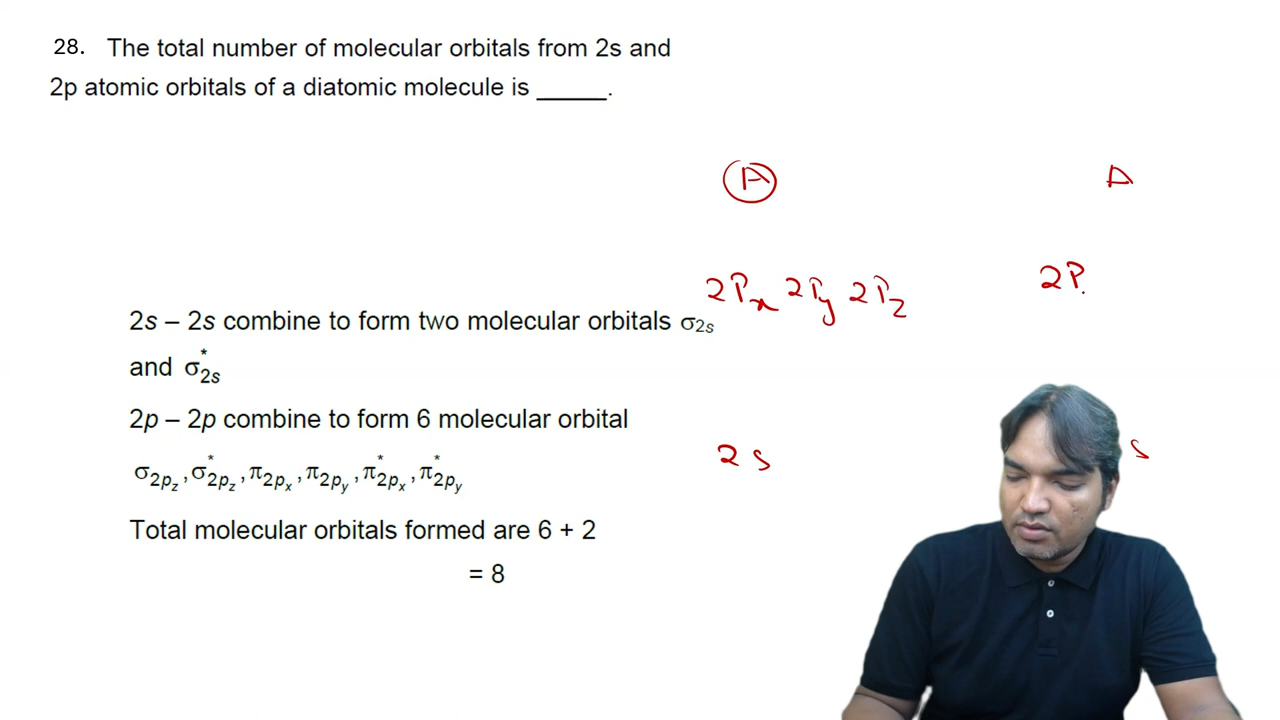 28. The total number of molecular orbitals from 2s and
2p atomic orbitals of a diatomic molecule is _____.
A A
2Px 2Py 2Pz 2P
2s – 2s combine to form two molecular orbitals σ2s
and σ*2s
2p – 2p combine to form 6 molecular orbital
2s s
σ2pz, σ*2pz, π2px, π2py, π*2px, π*2py
Total molecular orbitals formed are 6 + 2
= 8